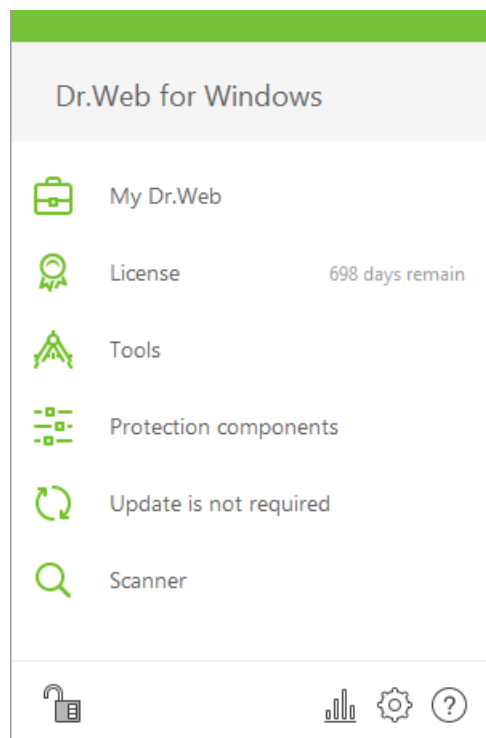 Dr.Web for Windows
My Dr.Web
License 698 days remain
Tools
Protection components
Update is not required
Scanner
?